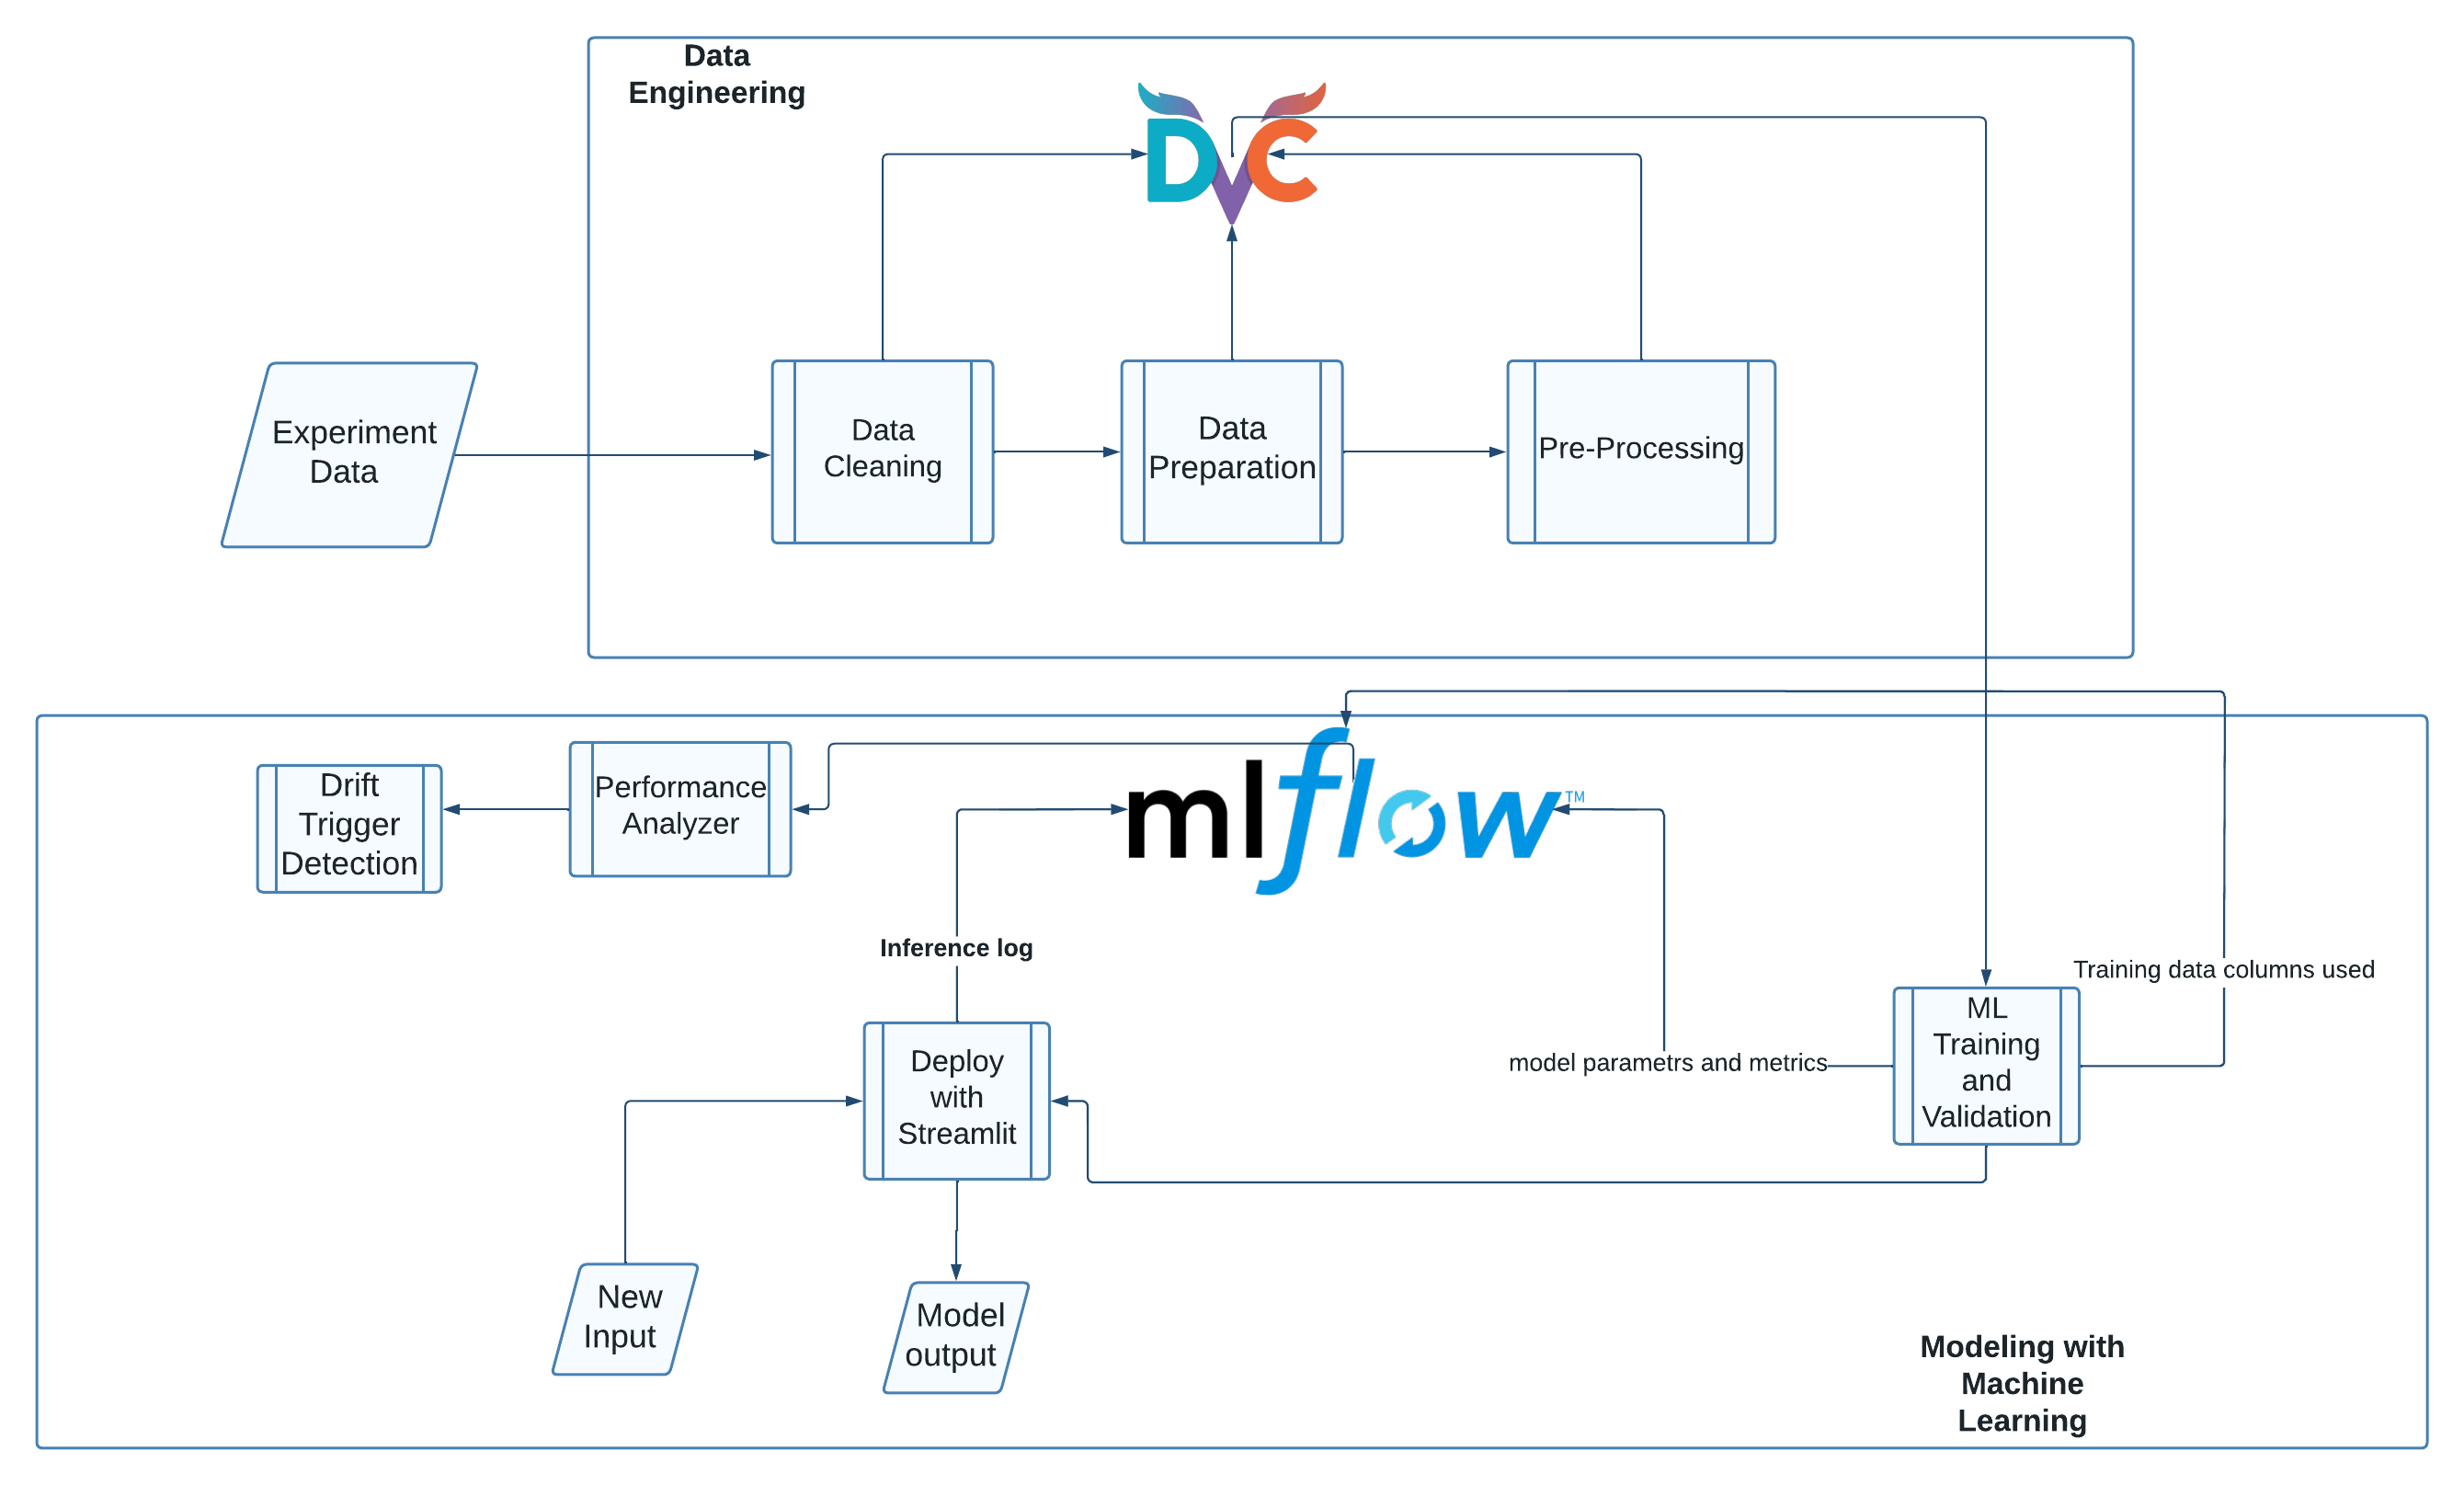 Data
Engineering
DVC
Experiment
Data
Data
Cleaning
Data
Preparation
Pre-Processing
Drift
Trigger
Detection
Performance
Analyzer
mlflow™
Inference log
Training data columns used
model parametrs and metrics
ML
Training
and
Validation
Deploy
with
Streamlit
New
Input
Model
output
Modeling with
Machine
Learning